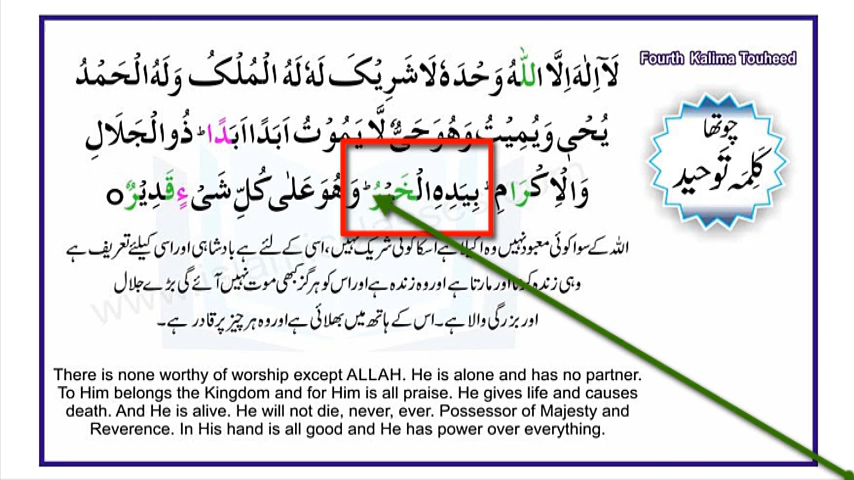 لَآ اِلٰهَ اِلَّا اللّٰهُ وَحْدَهٗ لَا شَرِيْكَ لَهٗ لَهُ الْمُلْكُ وَلَهُ الْحَمْدُ
يُحْىٖ وَيُمِيْتُ وَهُوَ حَىٌّ لَّا يَمُوْتُ اَبَدًا اَبَدًا ؕ ذُو الْجَلَالِ
وَالْاِكْرَامِ ؕ بِيَدِهِ الْخَيْرُ ؕ وَهُوَ عَلٰى كُلِّ شَىْءٍ قَدِيْرٌ ○
Fourth Kalima Touheed
چوتھا
کَلِمَہ تَوحید
اللہ کے سوا کوئی معبود نہیں وہ اکیلا ہے اسکا کوئی شریک نہیں، اسی کے لئے ہے بادشاہی اور اسی کیلئے تعریف ہے
وہی زندہ کرتا اور مارتا ہے اور وہ زندہ ہے اور اس کو ہرگز کبھی موت نہیں آئے گی بڑے جلال
اور بزرگی والا ہے۔ اس کے ہاتھ میں بھلائی ہے اور وہ ہر چیز پر قادر ہے۔
There is none worthy of worship except ALLAH. He is alone and has no partner.
To Him belongs the Kingdom and for Him is all praise. He gives life and causes
death. And He is alive. He will not die, never, ever. Possessor of Majesty and
Reverence. In His hand is all good and He has power over everything.